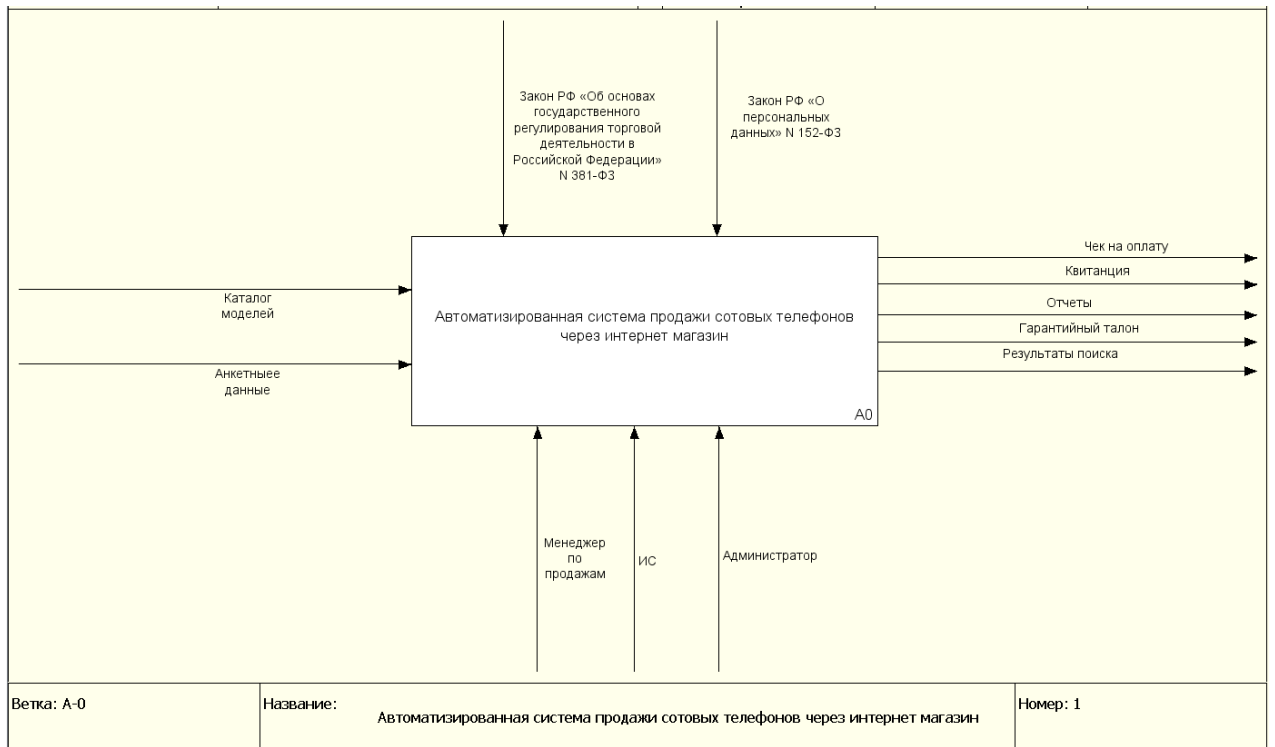 Закон РФ «Об основах
государственного
регулирования торговой
деятельности в
Российской Федерации»
N 381-ФЗ
Закон РФ «О
персональных
данных» N 152-ФЗ
Каталог
моделей
Анкетныее
данные
Автоматизированная система продажи сотовых телефонов
через интернет магазин
A0
Чек на оплату
Квитанция
Отчеты
Гарантийный талон
Результаты поиска
Менеджер
по
продажам
ИС
Администратор
Ветка: A-0
Название:
Автоматизированная система продажи сотовых телефонов через интернет магазин
Номер: 1